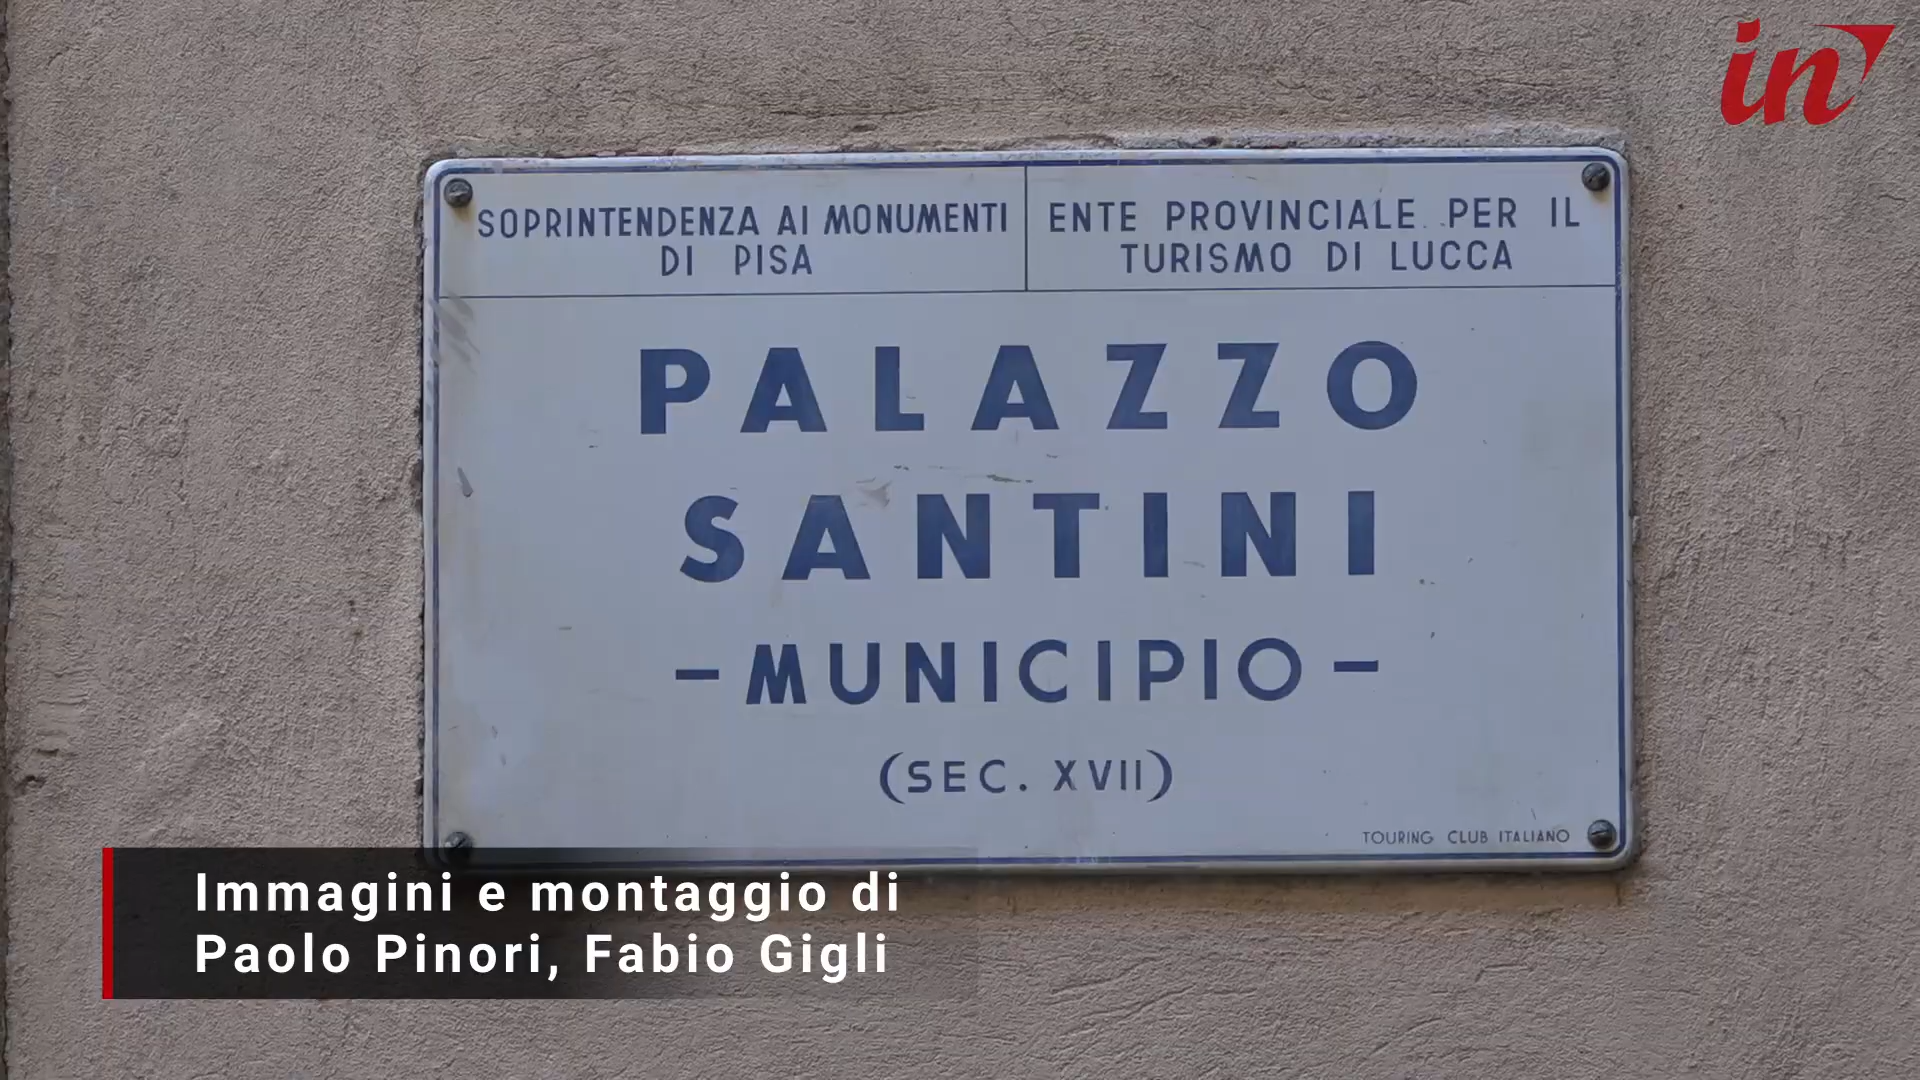 in
SOPRINTENDENZA AI MONUMENTI
DI PISA
ENTE PROVINCIALE PER IL
TURISMO DI LUCCA
PALAZZO
SANTINI
- MUNICIPIO -
(SEC. XVII)
TOURING CLUB ITALIANO
Immagini e montaggio di
Paolo Pinori, Fabio Gigli